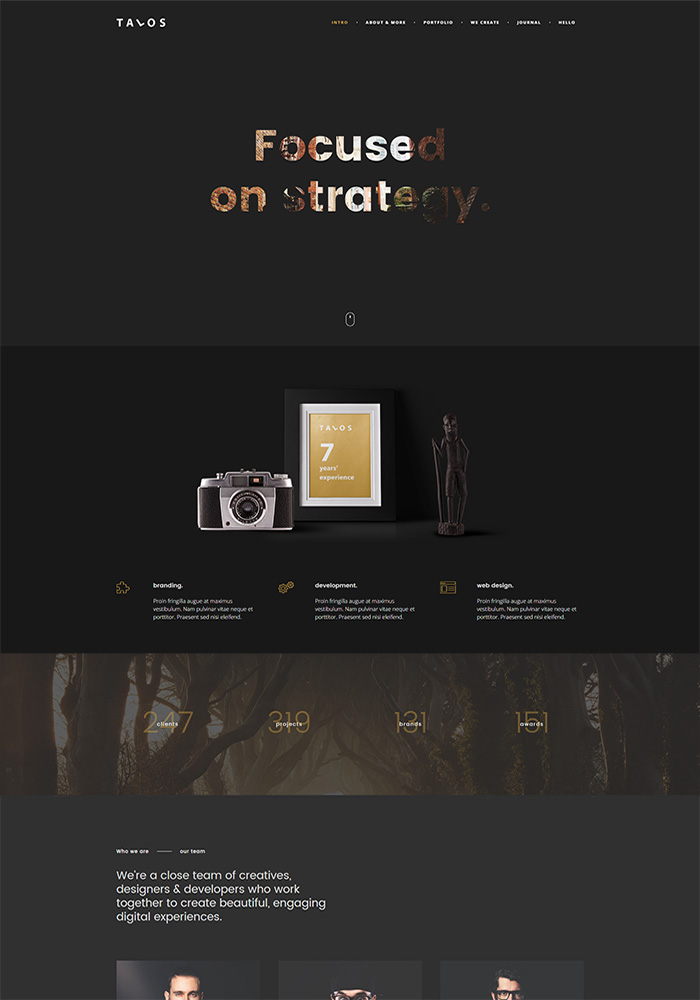 TALOS
INTRO • ABOUT & MORE • PORTFOLIO • WE CREATE • JOURNAL • HELLO
Focused
on strategy.
TALOS
7
years'
experience
branding.
Proin fringilla augue at maximus
vestibulum. Nam pulvinar vitae neque et
porttitor. Praesent sed nisi eleifend.
development.
Proin fringilla augue at maximus
vestibulum. Nam pulvinar vitae neque et
porttitor. Praesent sed nisi eleifend.
web design.
Proin fringilla augue at maximus
vestibulum. Nam pulvinar vitae neque et
porttitor. Praesent sed nisi eleifend.
247
clients
319
projects
131
brands
151
awards
Who we are — our team
We're a close team of creatives,
designers & developers who work
together to create beautiful, engaging
digital experiences.